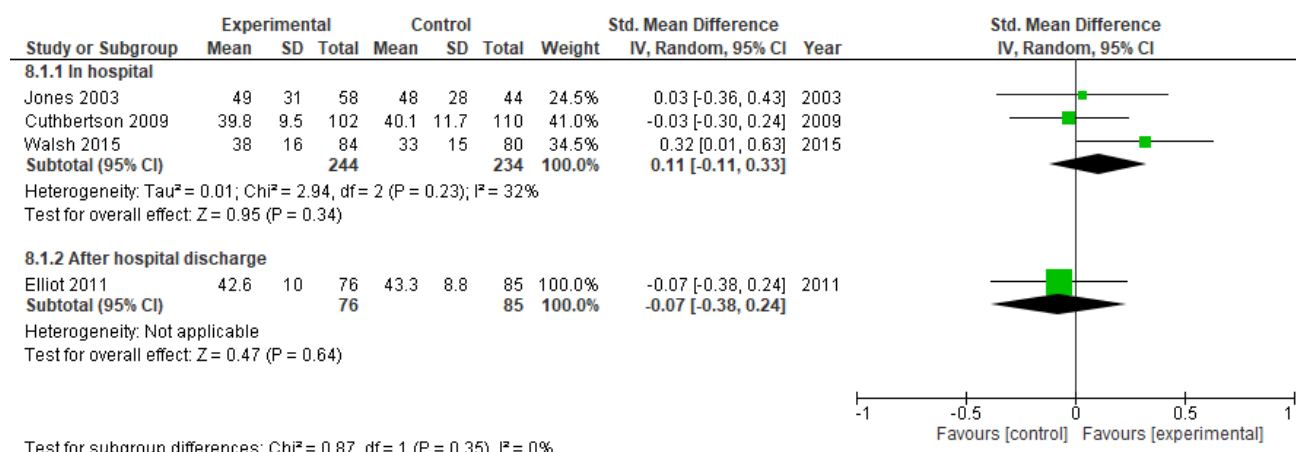 Experimental Control Std. Mean Difference Std. Mean Difference
Study or Subgroup Mean SD Total Mean SD Total Weight IV, Random, 95% CI Year IV, Random, 95% CI
8.1.1 In hospital
Jones 2003 49 31 58 48 28 44 24.5% 0.03 [-0.36, 0.43] 2003
Cuthbertson 2009 39.8 9.5 102 40.1 11.7 110 41.0% -0.03 [-0.30, 0.24] 2009
Walsh 2015 38 16 84 33 15 80 34.5% 0.32 [0.01, 0.63] 2015
Subtotal (95% CI) 244 234 100.0% 0.11 [-0.11, 0.33]
Heterogeneity: Tau² = 0.01; Chi² = 2.94, df = 2 (P = 0.23); I² = 32%
Test for overall effect: Z = 0.95 (P = 0.34)
8.1.2 After hospital discharge
Elliot 2011 42.6 10 76 43.3 8.8 85 100.0% -0.07 [-0.38, 0.24] 2011
Subtotal (95% CI) 76 85 100.0% -0.07 [-0.38, 0.24]
Heterogeneity: Not applicable
Test for overall effect: Z = 0.47 (P = 0.64)
-1 -0.5 0 0.5 1
Favours [control] Favours [experimental]
Test for subgroup differences: Chi² = 0.87, df = 1 (P = 0.35), I² = 0%